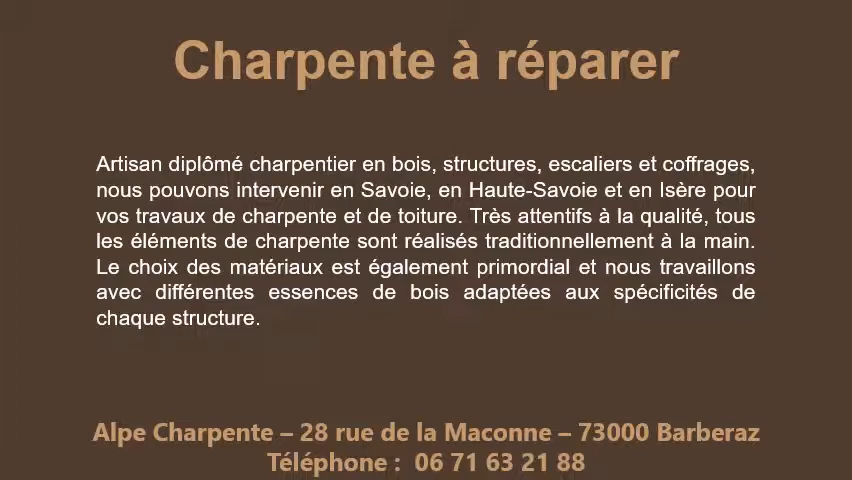 Charpente à réparer
Artisan diplômé charpentier en bois, structures, escaliers et coffrages,
nous pouvons intervenir en Savoie, en Haute-Savoie et en Isère pour
vos travaux de charpente et de toiture. Très attentifs à la qualité, tous
les éléments de charpente sont réalisés traditionnellement à la main.
Le choix des matériaux est également primordial et nous travaillons
avec différentes essences de bois adaptées aux spécificités de
chaque structure.
Alpe Charpente – 28 rue de la Maconne – 73000 Barberaz
Téléphone : 06 71 63 21 88